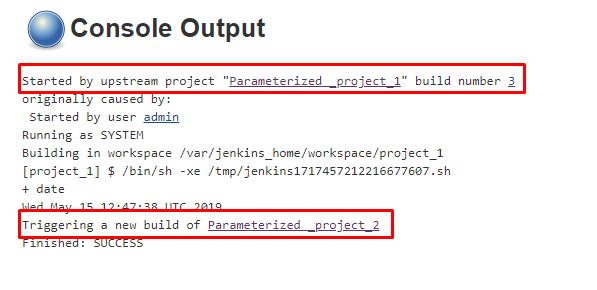 Console Output
Started by upstream project "Parameterized _project_1" build number 3
originally caused by:
Started by user admin
Running as SYSTEM
Building in workspace /var/jenkins_home/workspace/project_1
[project_1] $ /bin/sh -xe /tmp/jenkins1717457212216677607.sh
+ date
Wed May 15 12:47:38 UTC 2019
Triggering a new build of Parameterized _project_2
Finished: SUCCESS